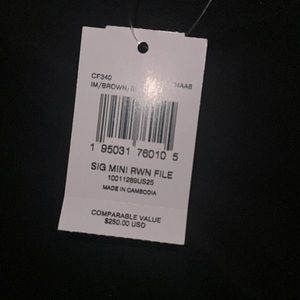 CF340
IM/BROWN/
1 95031 76010 5
SIG MINI RWN FILE
10011289US25
MADE IN CAMBODIA
COMPARABLE VALUE
$250.00 USD